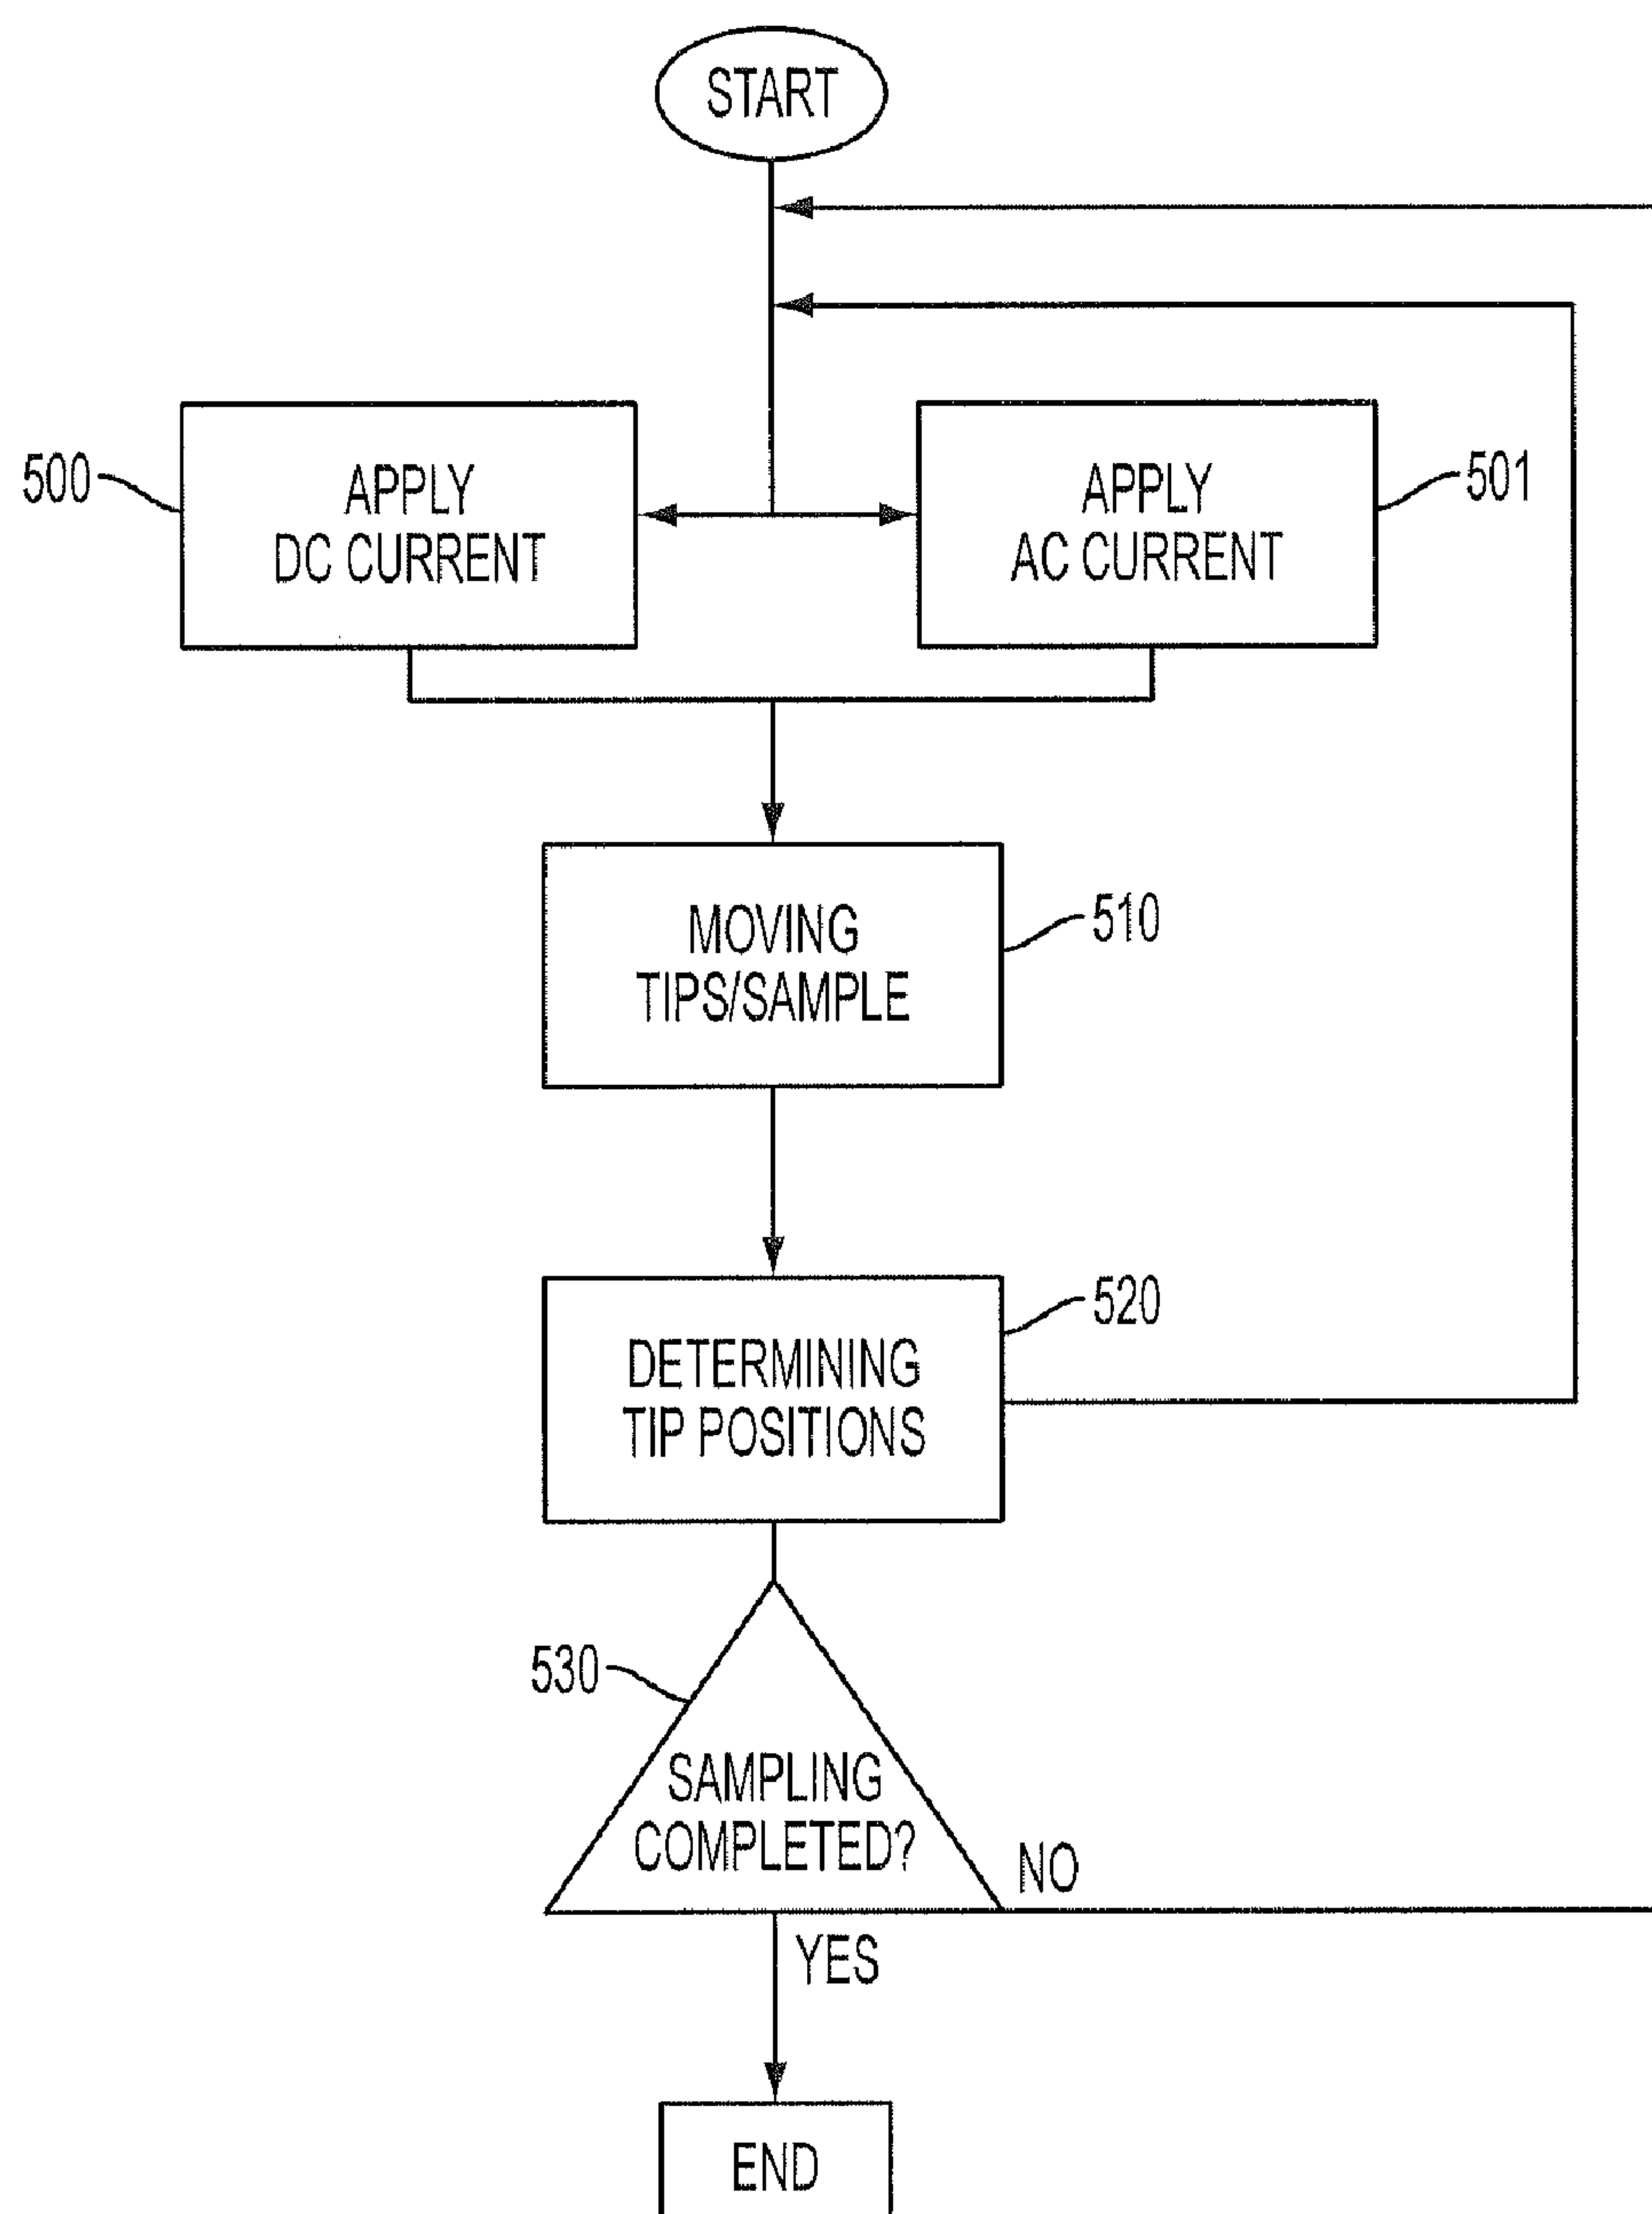 START
500
APPLY
DC CURRENT
APPLY
AC CURRENT
501
MOVING
TIPS/SAMPLE
510
DETERMINING
TIP POSITIONS
520
530
SAMPLING
COMPLETED?
NO
YES
END